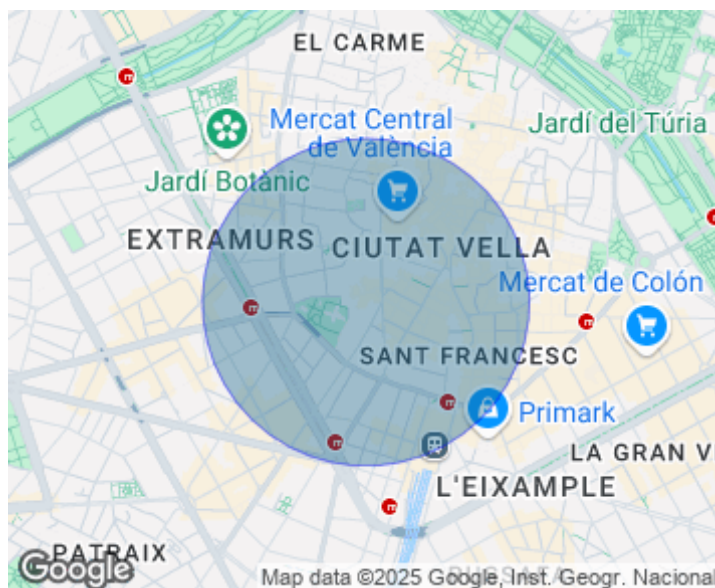 EL CARME
Mercat Central
de València
Jardí del Túria
Jardí Botànic
EXTRAMURS
CIUTAT VELLA
Mercat de Colón
SANT FRANCESC
Primark
LA GRAN V
L'EIXAMPLE
PATRAIX
Google
Map data ©2025 Google, Inst. Geogr. Nacional